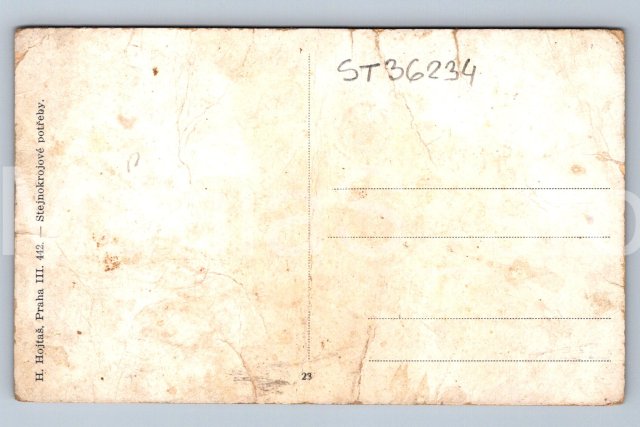 ST36234
H. Hojtaš, Praha III. 442. — Stejnokrojové potřeby.
23